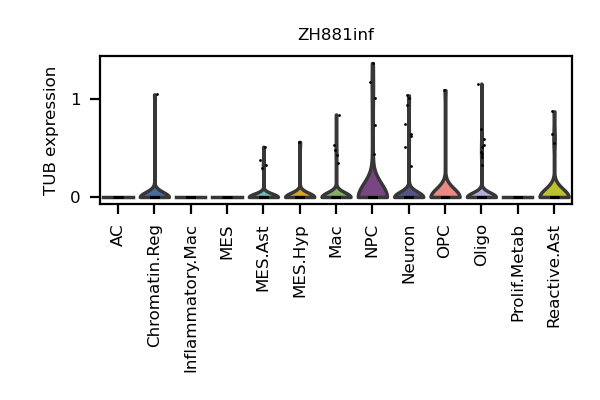 ZH881inf
TUB expression
1
0
AC
Chromatin.Reg
Inflammatory.Mac
MES
MES.Ast
MES.Hyp
Mac
NPC
Neuron
OPC
Oligo
Prolif.Metab
Reactive.Ast